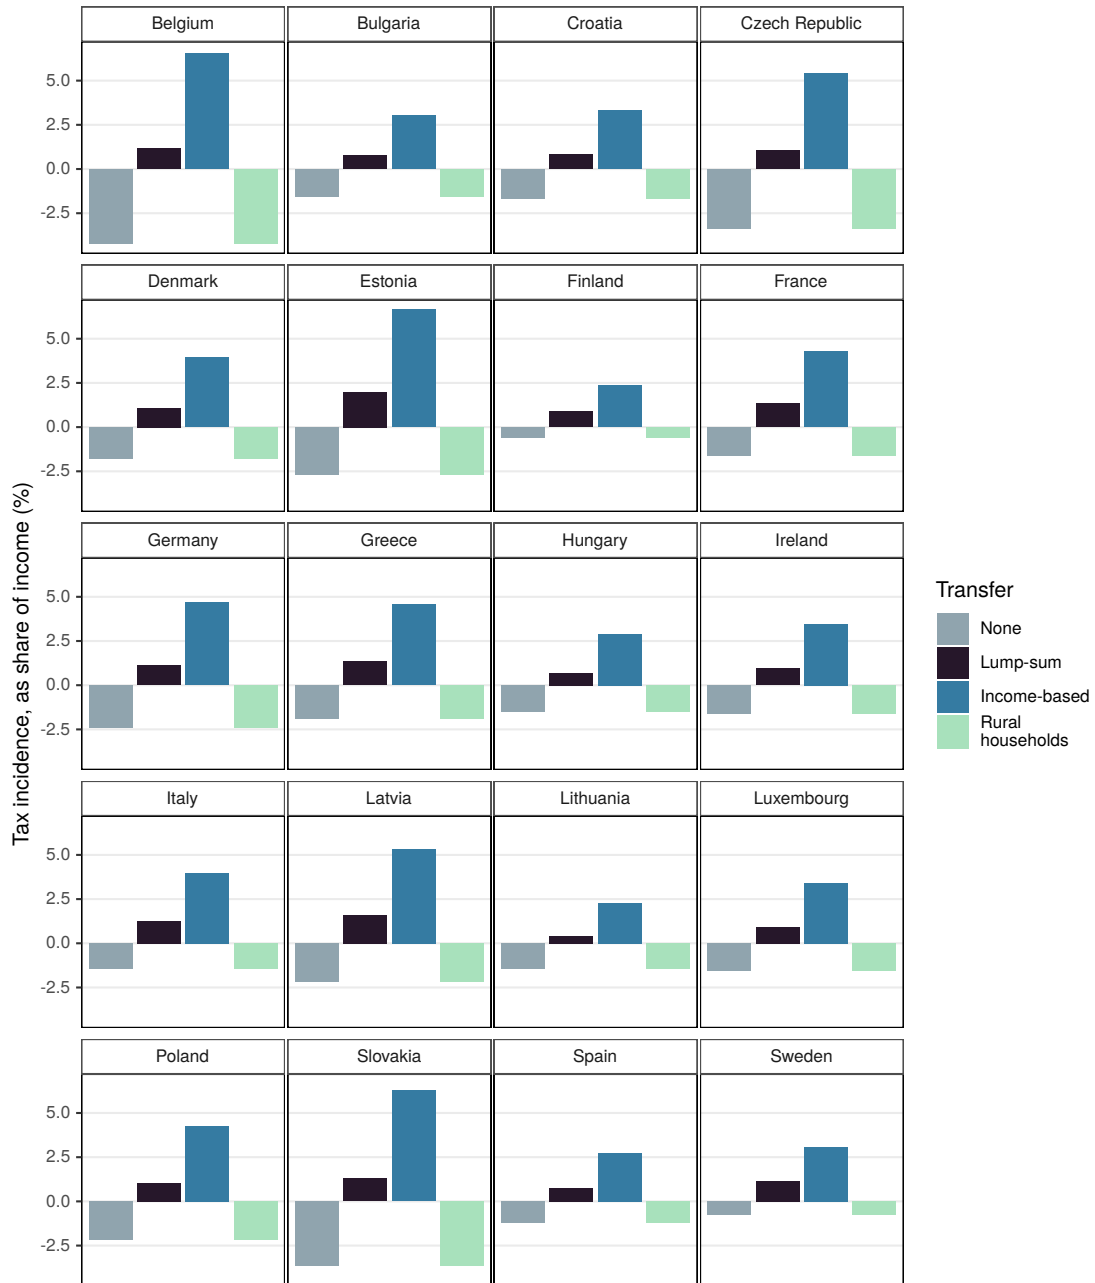 Belgium Bulgaria Croatia Czech Republic
5.0
2.5
0.0
-2.5
Denmark Estonia Finland France
5.0
2.5
0.0
-2.5
Germany Greece Hungary Ireland
5.0
2.5
0.0
-2.5
Italy Latvia Lithuania Luxembourg
5.0
2.5
0.0
-2.5
Poland Slovakia Spain Sweden
5.0
2.5
0.0
-2.5
Tax incidence, as share of income (%)
Transfer
None
Lump-sum
Income-based
Rural
households